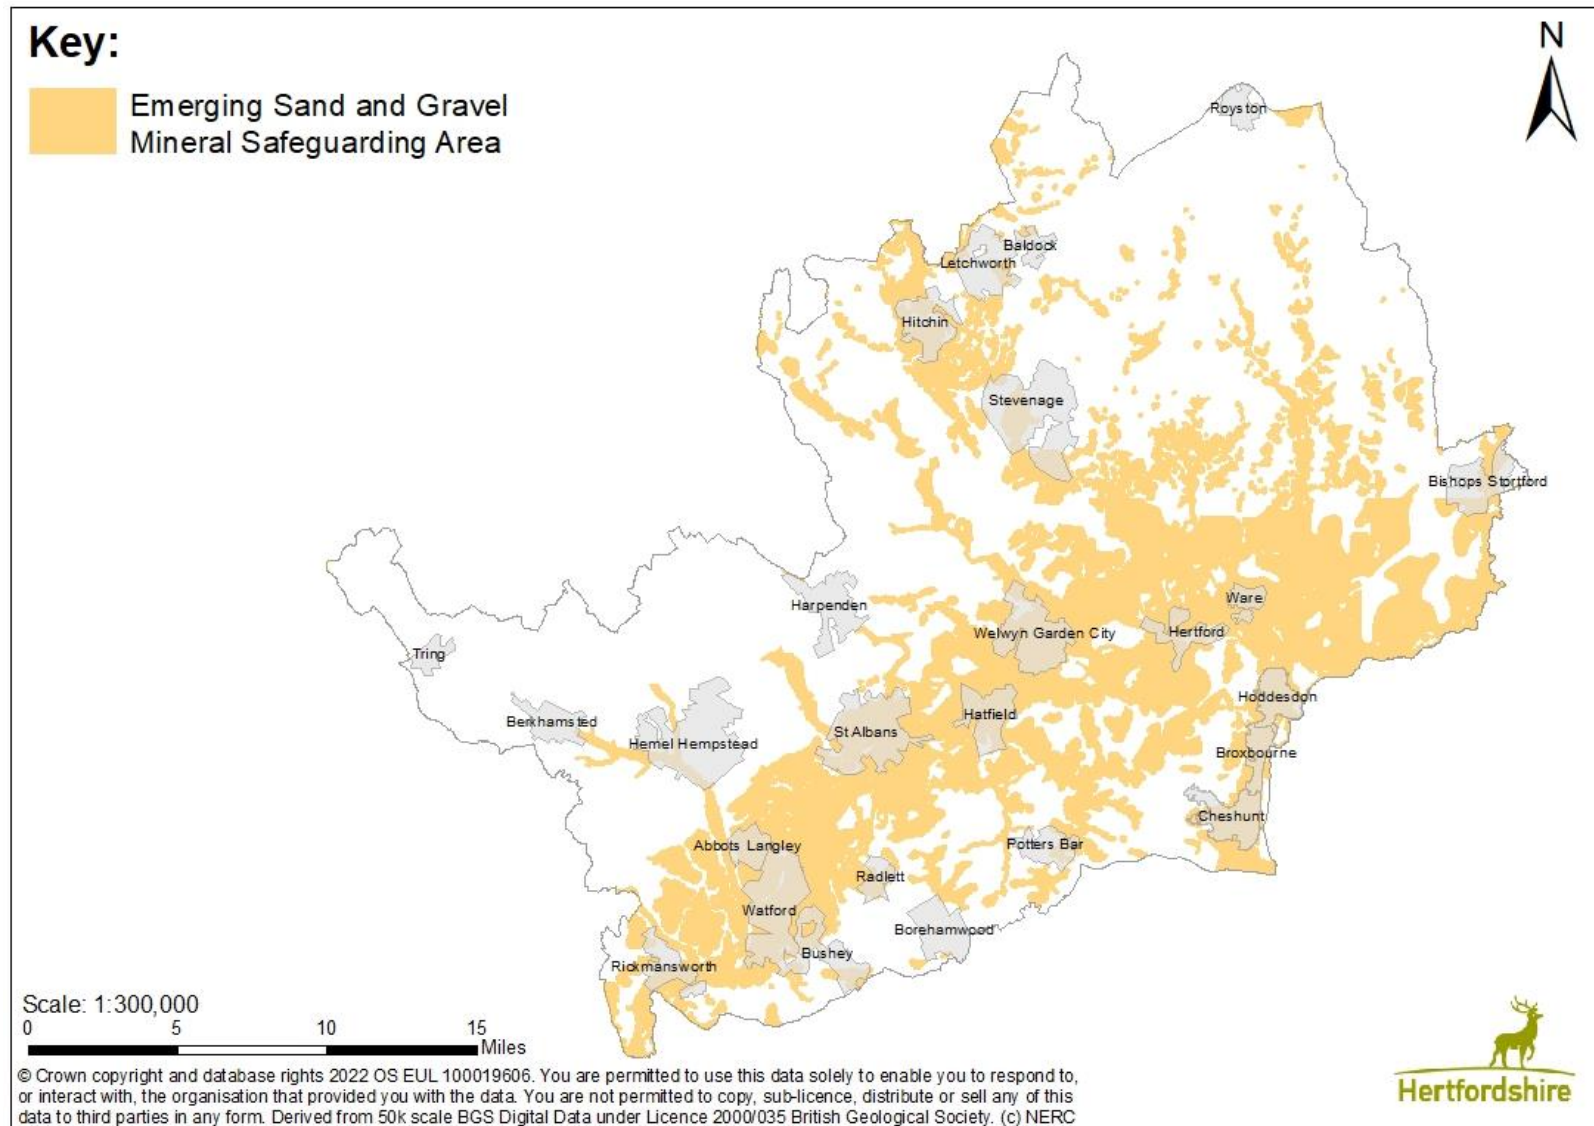 Key:
Emerging Sand and Gravel
Mineral Safeguarding Area
N
Royston
Baldock
Letchworth
Hitchin
Stevenage
Bishops Stortford
Harpenden
Ware
Welwyn Garden City
Hertford
Tring
Hoddesdon
Berkhamsted
Hatfield
St Albans
Hemel Hempstead
Broxbourne
Cheshunt
Abbots Langley
Potters Bar
Radlett
Watford
Borehamwood
Bushey
Rickmansworth
Scale: 1:300,000
0 5 10 15
Miles
© Crown copyright and database rights 2022 OS EUL 100019606. You are permitted to use this data solely to enable you to respond to,
or interact with, the organisation that provided you with the data. You are not permitted to copy, sub-licence, distribute or sell any of this
data to third parties in any form. Derived from 50k scale BGS Digital Data under Licence 2000/035 British Geological Society. (c) NERC
Hertfordshire